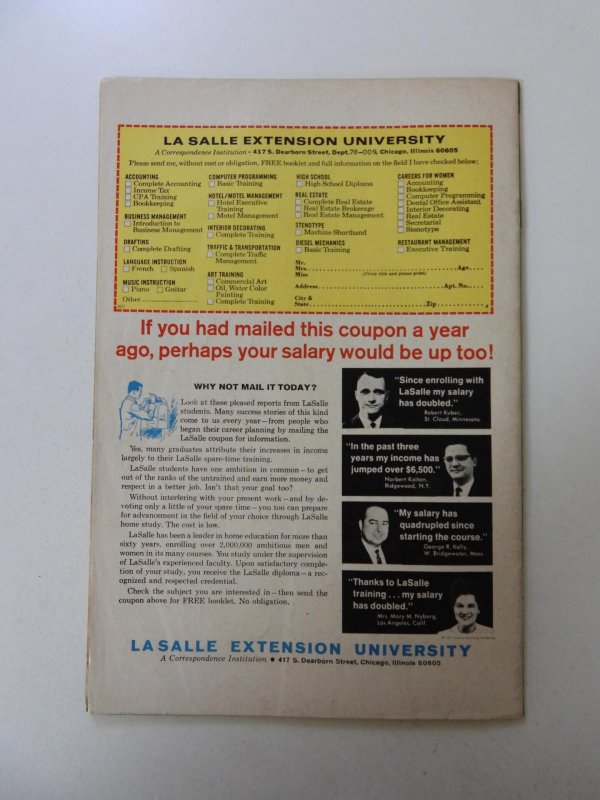 LA SALLE EXTENSION UNIVERSITY
A Correspondence Institution • 417 S. Dearborn Street, Dept. 78-009, Chicago, Illinois 60605
Please send me, without cost or obligation, FREE booklet and full information on the field I have checked below:
ACCOUNTING
Complete Accounting
Income Tax
CPA Training
Bookkeeping
BUSINESS MANAGEMENT
Introduction to
Business Management
DRAFTING
Complete Drafting
LANGUAGE INSTRUCTION
French Spanish
MUSIC INSTRUCTION
Piano Guitar
Other
COMPUTER PROGRAMMING
Basic Training
HOTEL/MOTEL MANAGEMENT
Hotel Executive
Training
Motel Management
INTERIOR DECORATING
Complete Training
TRAFFIC & TRANSPORTATION
Complete Traffic
Management
ART TRAINING
Commercial Art
Oil, Water Color
Painting
Complete Training
HIGH SCHOOL
High School Diploma
REAL ESTATE
Complete Real Estate
Real Estate Brokerage
Real Estate Management
STENOTYPE
Machine Shorthand
DIESEL MECHANICS
Basic Training
CAREERS FOR WOMEN
Accounting
Bookkeeping
Computer Programming
Dental Office Assistant
Interior Decorating
Real Estate
Secretarial
Stenotype
RESTAURANT MANAGEMENT
Executive Training
Mr.
Mrs. Age
Miss (Circle title and please print)
Address Apt. No.
City &
State Zip
If you had mailed this coupon a year
ago, perhaps your salary would be up too!
WHY NOT MAIL IT TODAY?
Look at these pleased reports from LaSalle
students. Many success stories of this kind
come to us every year—from people who
began their career planning by mailing the
LaSalle coupon for information.
Yes, many graduates attribute their increases in income
largely to their LaSalle spare-time training.
LaSalle students have one ambition in common—to get
out of the ranks of the untrained and earn more money and
respect in a better job. Isn't that your goal too?
Without interfering with your present work—and by de-
voting only a little of your spare time—you too can prepare
for advancement in the field of your choice through LaSalle
home study. The cost is low.
LaSalle has been a leader in home education for more than
sixty years, enrolling over 2,000,000 ambitious men and
women in its many courses. You study under the supervision
of LaSalle's experienced faculty. Upon satisfactory comple-
tion of your study, you receive the LaSalle diploma—a rec-
ognized and respected credential.
Check the subject you are interested in—then send the
coupon above for FREE booklet. No obligation.
"Since enrolling with
LaSalle my salary
has doubled."
Robert Kuber,
St. Cloud, Minnesota.
"In the past three
years my income has
jumped over $6,500."
Norbert Kaiton,
Ridgewood, N.Y.
"My salary has
quadrupled since
starting the course."
George R. Kelly,
W. Bridgewater, Mass.
"Thanks to LaSalle
training . . . my salary
has doubled."
Mrs. Mary M. Nyberg,
Los Angeles, Calif.
LA SALLE EXTENSION UNIVERSITY
A Correspondence Institution • 417 S. Dearborn Street, Chicago, Illinois 60605